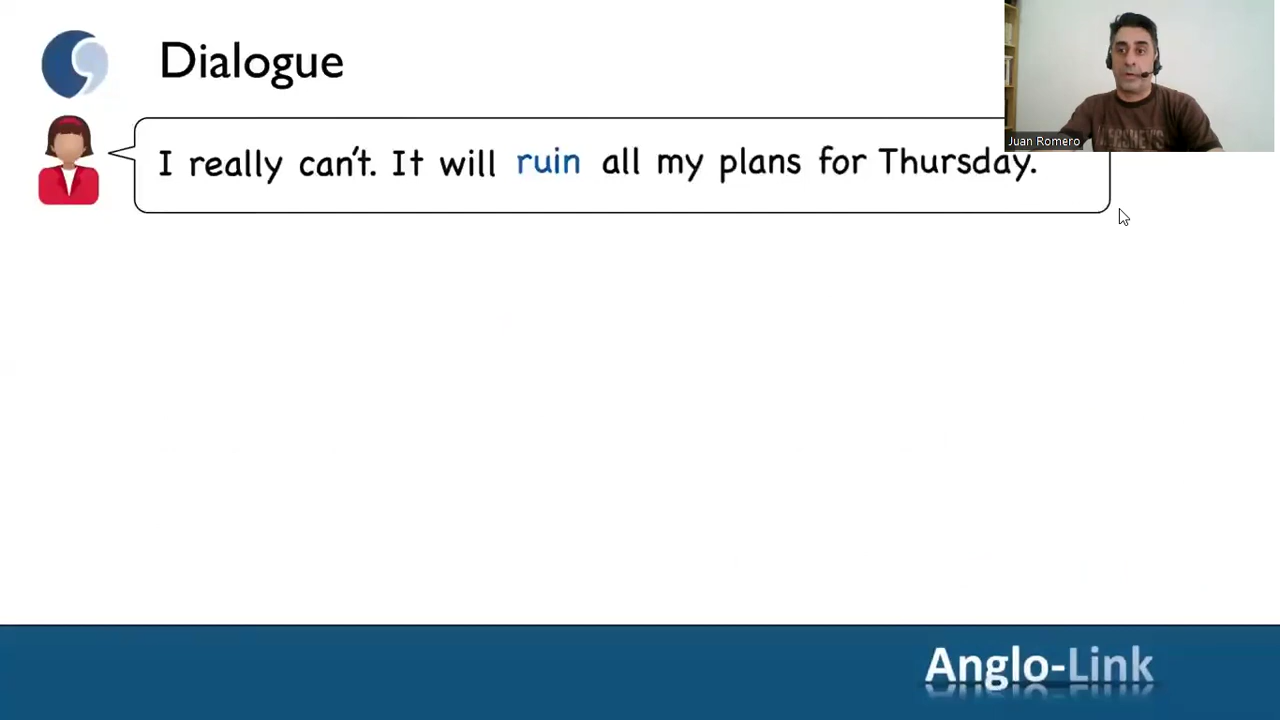 Dialogue
Juan Romero
I really can't. It will ruin all my plans for Thursday.
Anglo-Link